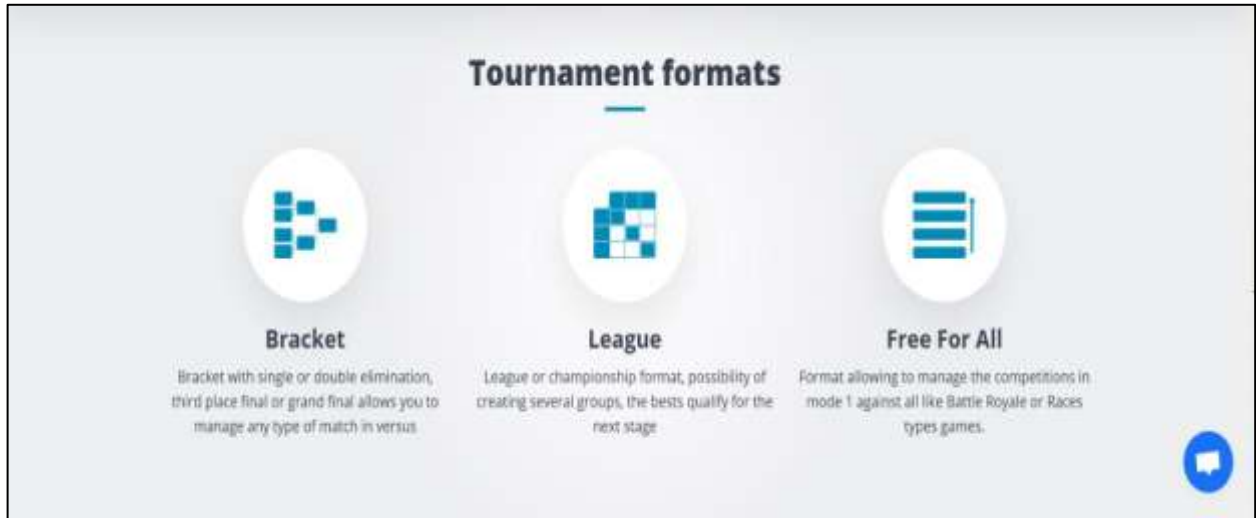 Tournament formats
Bracket
Bracket with single or double elimination,
third place final or grand final allows you to
manage any type of match in versus
League
League or championship format, possibility of
creating several groups, the bests qualify for the
next stage
Free For All
Format allowing to manage the competitions in
mode 1 against all like Battle Royale or Races
types games.